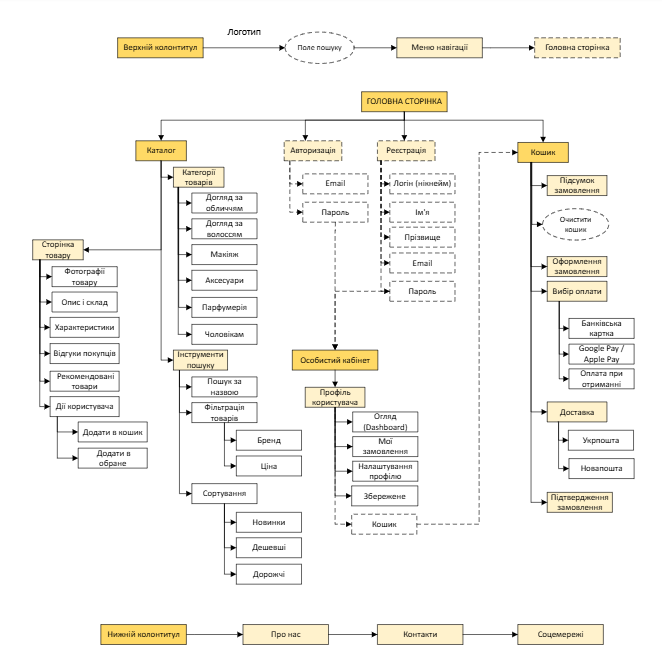 Логотип
Верхній колонтитул
Поле пошуку
Меню навігації
Головна сторінка
ГОЛОВНА СТОРІНКА
Каталог
Категорії
товарів
Догляд за
обличчям
Догляд за
волоссям
Макіяж
Аксесуари
Парфумерія
Чоловікам
Сторінка
товару
Фотографії
товару
Опис і склад
Характеристики
Відгуки покупців
Рекомендовані
товари
Дії користувача
Додати в кошик
Додати в
обране
Інструменти
пошуку
Пошук за
назвою
Фільтрація
товарів
Бренд
Ціна
Сортування
Новинки
Дешевші
Дорожчі
Авторизація
Email
Пароль
Реєстрація
Логін (нікнейм)
Ім'я
Прізвище
Email
Пароль
Особистий кабінет
Профіль
користувача
Огляд
(Dashboard)
Мої
замовлення
Налаштування
профілю
Збережене
Кошик
Кошик
Підсумок
замовлення
Очистити
кошик
Оформлення
замовлення
Вибір оплати
Банківська
картка
Google Pay /
Apple Pay
Оплата при
отриманні
Доставка
Укрпошта
Новапошта
Підтвердження
замовлення
Нижній колонтитул
Про нас
Контакти
Соцемережі